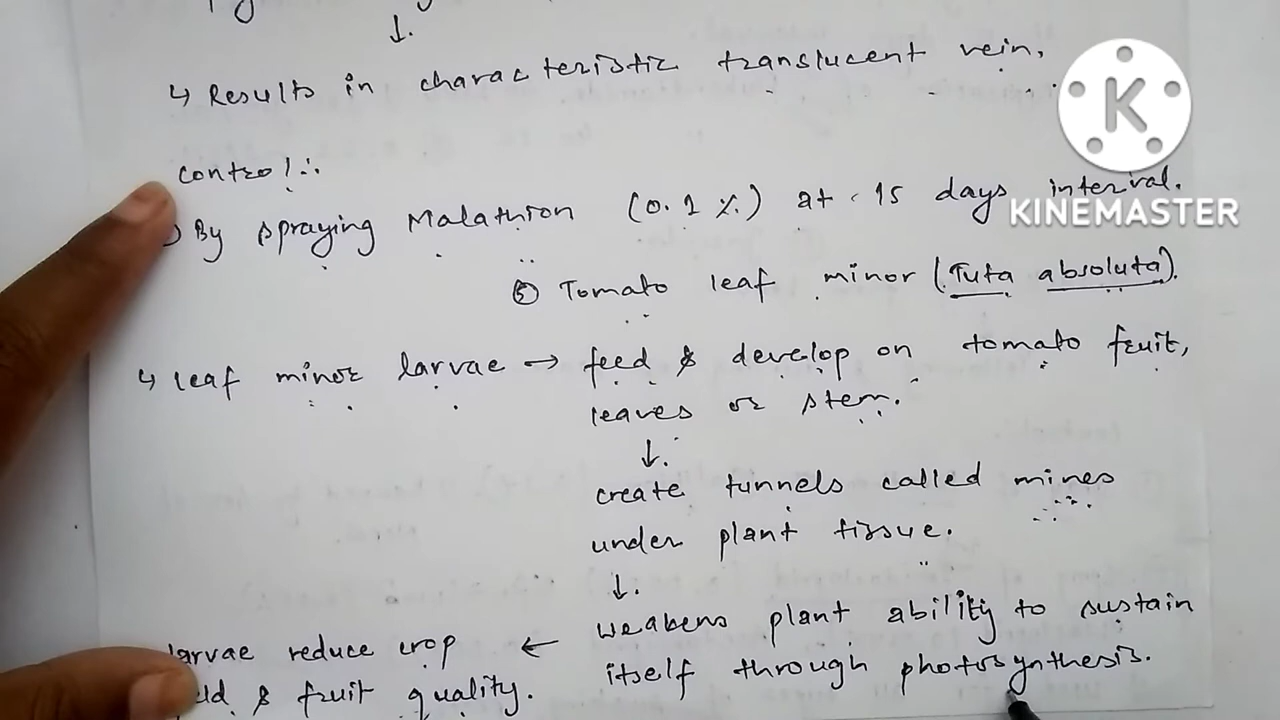 ↓.
↳ Results in characteristic translucent vein,
control:
By spraying Malathion (0.1 %) at 15 days interval.
⑤ Tomato leaf minor (Tuta absoluta).
↳ leaf minor larvae → feed & develop on tomato fruit,
leaves or stem.
↓.
create tunnels called mines
under plant tissue.
↓.
weakens plant ability to sustain
itself through photosynthesis.
larvae reduce crop ←
& fruit quality.
K
KINEMASTER